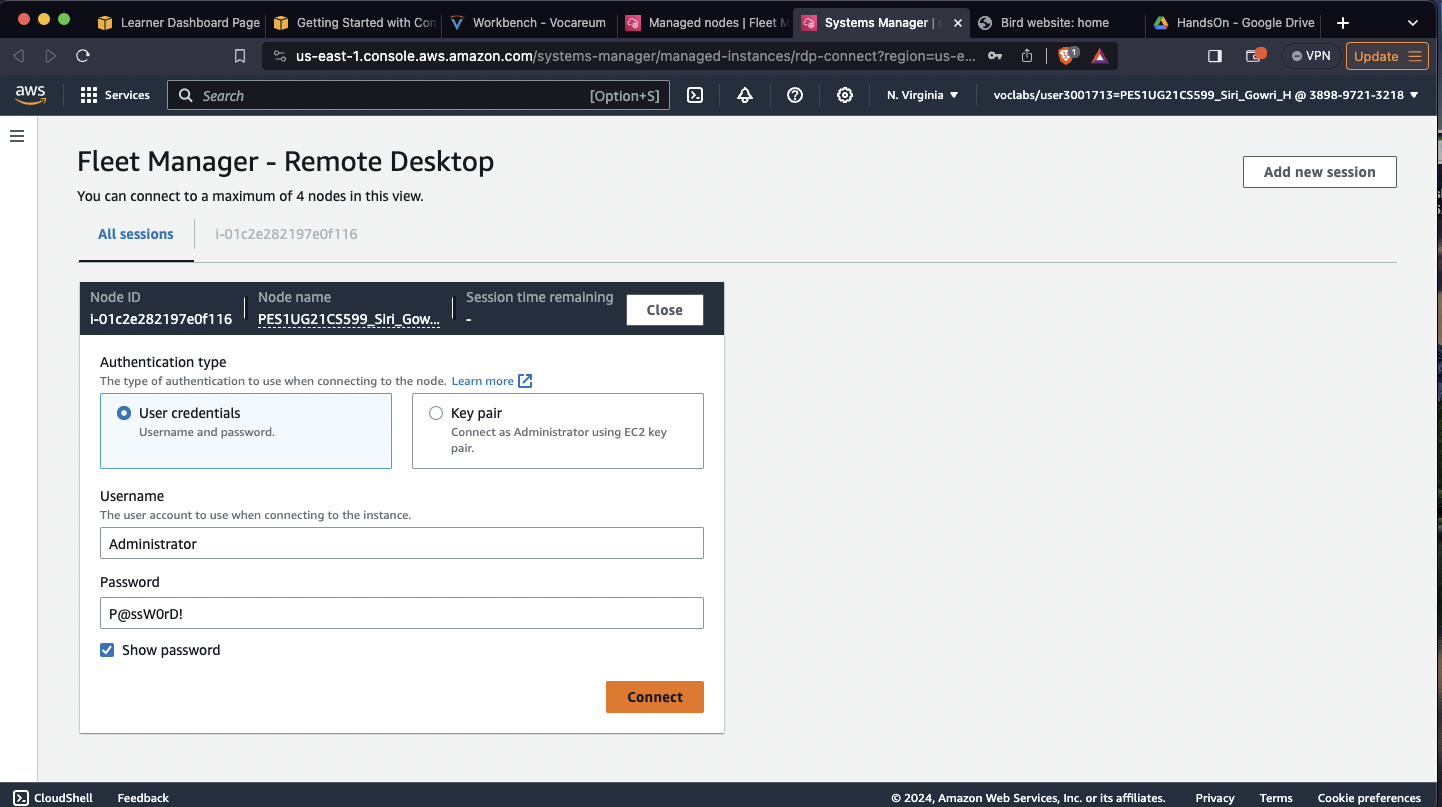 Learner Dashboard Page
Getting Started with Con
Workbench - Vocareum
Managed nodes | Fleet M
Systems Manager |
Bird website: home
HandsOn - Google Drive
us-east-1.console.aws.amazon.com/systems-manager/managed-instances/rdp-connect?region=us-e...
1
VPN
Update
aws
Services
Search
[Option+S]
N. Virginia
voclabs/user3001713=PES1UG21CS599_Siri_Gowri_H @ 3898-9721-3218
Fleet Manager - Remote Desktop
Add new session
You can connect to a maximum of 4 nodes in this view.
All sessions
i-01c2e282197e0f116
Node ID
i-01c2e282197e0f116
Node name
PES1UG21CS599_Siri_Gow...
Session time remaining
-
Close
Authentication type
The type of authentication to use when connecting to the node. Learn more
User credentials
Username and password.
Key pair
Connect as Administrator using EC2 key
pair.
Username
The user account to use when connecting to the instance.
Administrator
Password
P@ssW0rD!
Show password
Connect
CloudShell
Feedback
© 2024, Amazon Web Services, Inc. or its affiliates.
Privacy
Terms
Cookie preferences